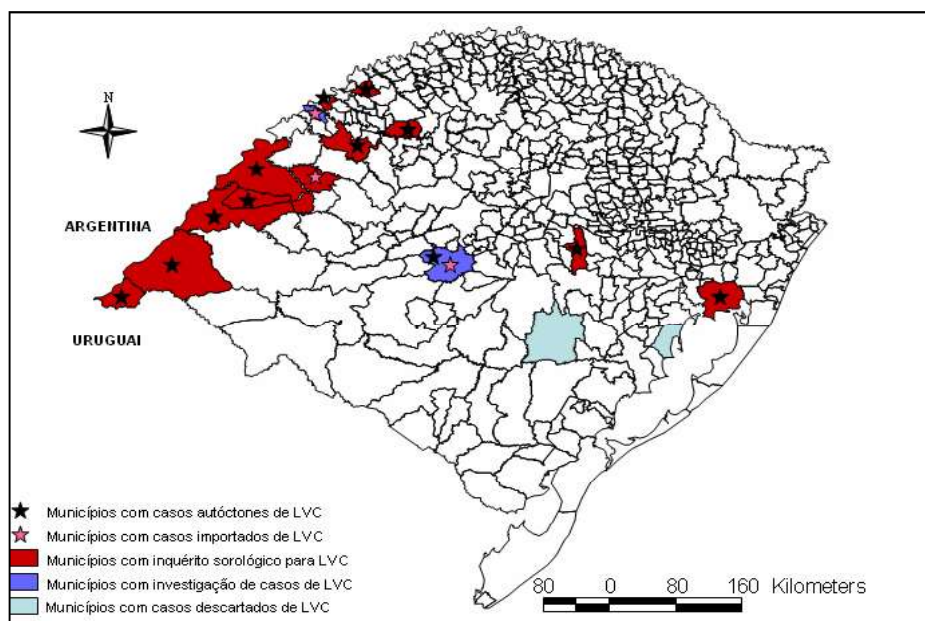 N
ARGENTINA
URUGUAI
Municípios com casos autóctones de LVC
Municípios com casos importados de LVC
Municípios com inquérito sorológico para LVC
Municípios com investigação de casos de LVC
Municípios com casos descartados de LVC
80 0 80 160 Kilometers